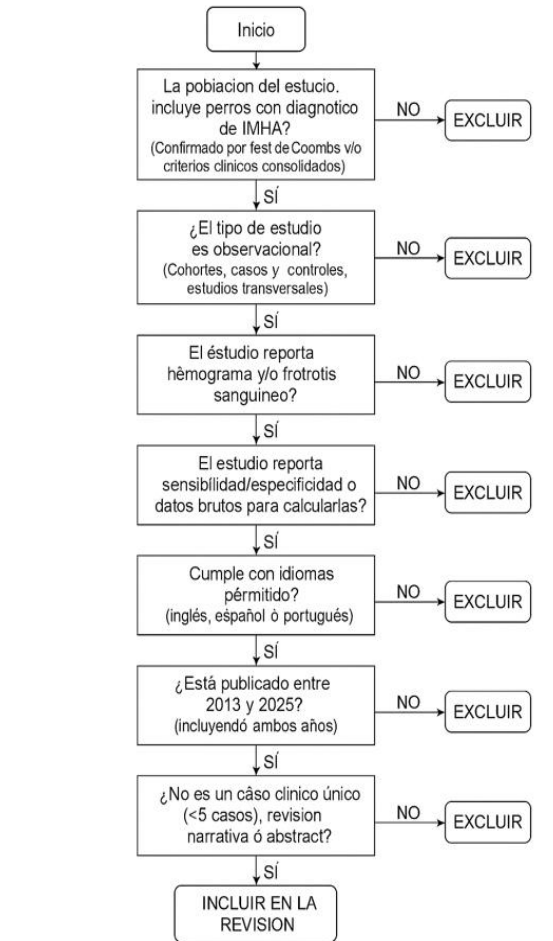 Inicio
La pobiacion del estucio.
incluye perros con diagnotico
de IMHA?
(Confirmado por fest de Coombs v/o
criterios clinicos consolidados)
NO
EXCLUIR
SÍ
¿El tipo de estudio
es observacional?
(Cohortes, casos y controles,
estudios transversales)
NO
EXCLUIR
SÍ
El éstudio reporta
hèmograma y/o frotrotis
sanguineo?
NO
EXCLUIR
SÍ
El estudio reporta
sensibílidad/especificidad o
datos brutos para calcularlas?
NO
EXCLUIR
SÍ
Cumple con idiomas
pérmitido?
(inglés, español ò portugués)
NO
EXCLUIR
SÍ
¿Está publicado entre
2013 y 2025?
(incluyendó ambos años)
NO
EXCLUIR
SÍ
¿No es un câso clinico único
(<5 casos), revision
narrativa ó abstract?
NO
EXCLUIR
SÍ
INCLUIR EN LA
REVISION